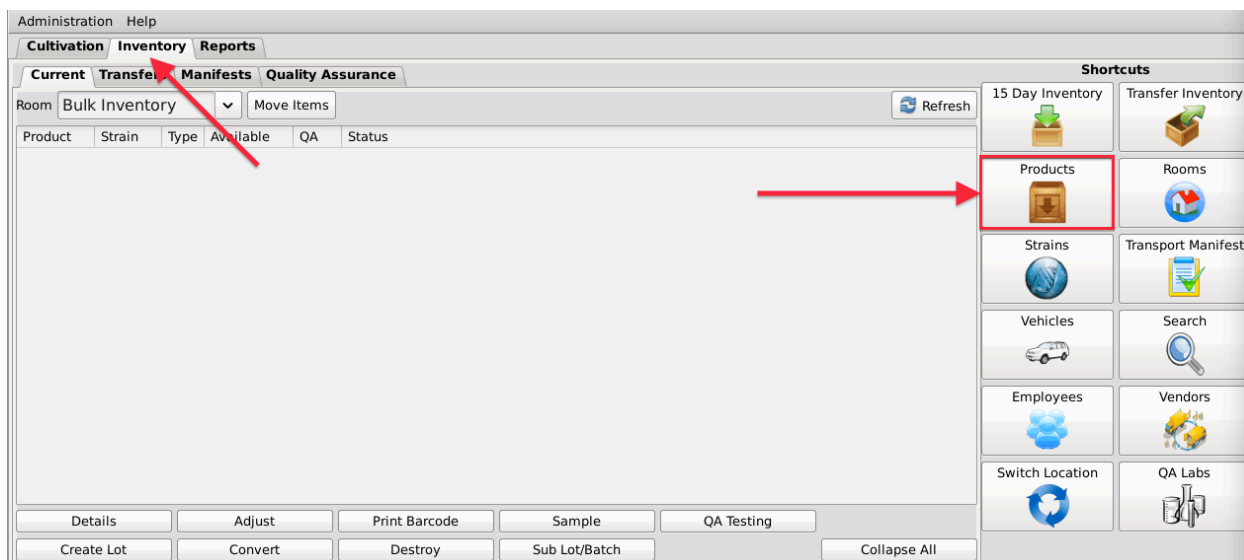 Administration Help
Cultivation Inventory Reports
Current Transfers Manifests Quality Assurance
Shortcuts
Room Bulk Inventory Move Items Refresh
15 Day Inventory Transfer Inventory
Product Strain Type Available QA Status
Products Rooms
Strains Transport Manifest
Vehicles Search
Employees Vendors
Switch Location QA Labs
Details Adjust Print Barcode Sample QA Testing
Create Lot Convert Destroy Sub Lot/Batch Collapse All